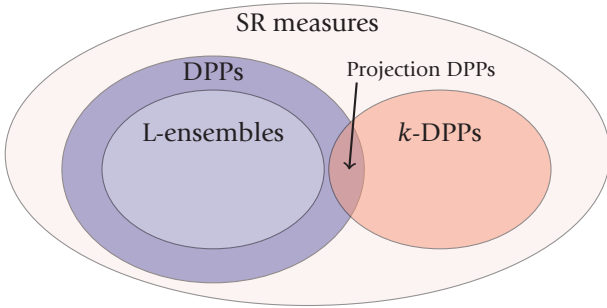 SR measures
DPPs
Projection DPPs
L-ensembles
k-DPPs